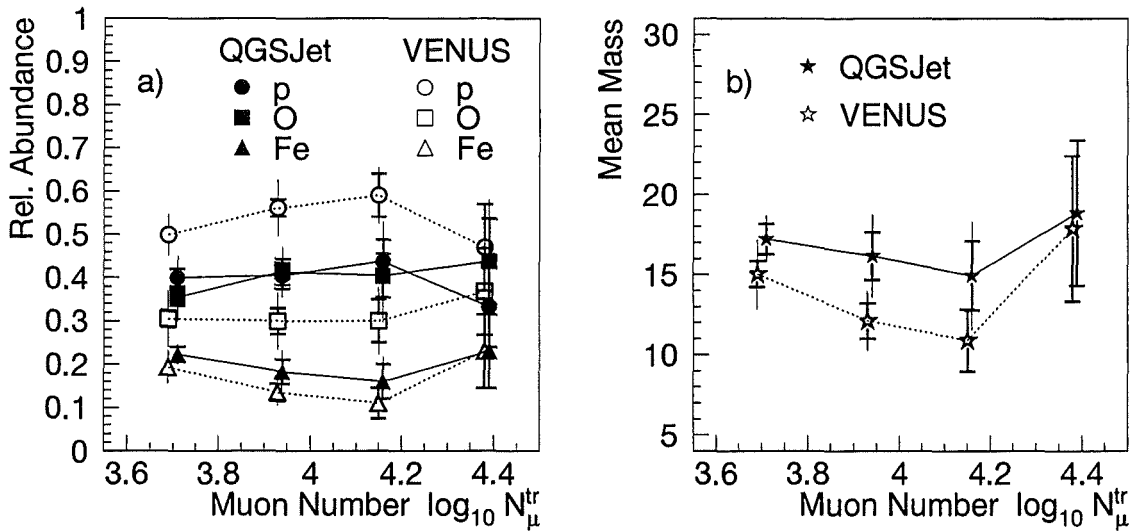 Rel. Abundance
1
0.9
0.8
0.7
0.6
0.5
0.4
0.3
0.2
0.1
0
a)
QGSJet VENUS
p p
O O
Fe Fe
3.6 3.8 4 4.2 4.4
Muon Number log10 Nμtr
Mean Mass
30
25
20
15
10
5
b)
QGSJet
VENUS
3.6 3.8 4 4.2 4.4
Muon Number log10 Nμtr